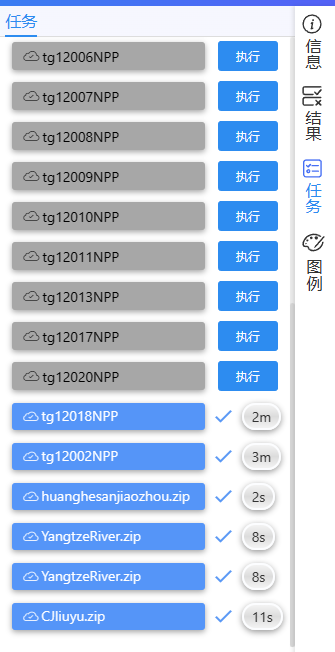 任务
tg12006NPP 执行
tg12007NPP 执行
tg12008NPP 执行
tg12009NPP 执行
tg12010NPP 执行
tg12011NPP 执行
tg12013NPP 执行
tg12017NPP 执行
tg12020NPP 执行
tg12018NPP 2m
tg12002NPP 3m
huanghesanjiaozhou.zip 2s
YangtzeRiver.zip 8s
YangtzeRiver.zip 8s
CJliuyu.zip 11s
信息
结果
任务
图例